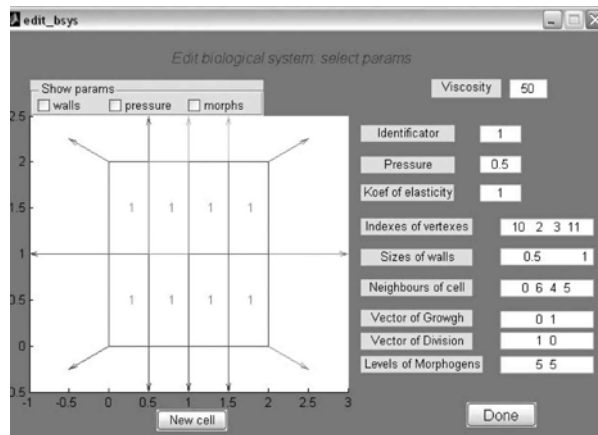 edit_bsys
Edit biological system: select params
Show params
walls pressure morphs
Viscosity 50
Identificator 1
Pressure 0.5
Koef of elasticity 1
Indexes of vertexes 10 2 3 11
Sizes of walls 0.5 1
Neighbours of cell 0 6 4 5
Vector of Growgh 0 1
Vector of Division 1 0
Levels of Morphogens 5 5
2.5
2
1.5
1 1 1 1
1
0.5
1 1 1 1
0
0.5
-1 -0.5 0 0.5 1 1.5 2 2.5 3
New cell
Done